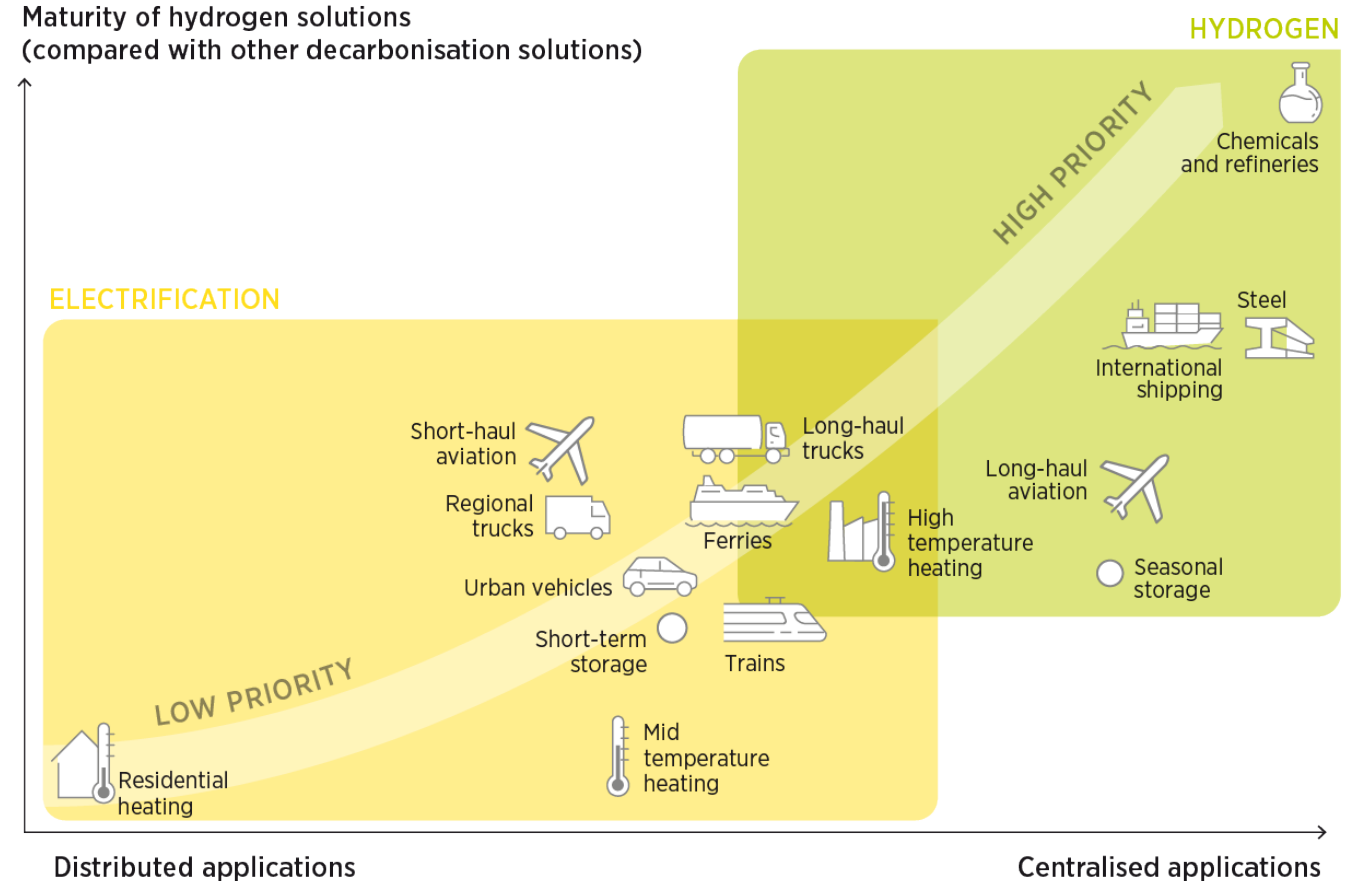 Maturity of hydrogen solutions
(compared with other decarbonisation solutions)
HYDROGEN
HIGH PRIORITY
Chemicals
and refineries
ELECTRIFICATION
Steel
International
shipping
Short-haul
aviation
Long-haul
trucks
Long-haul
aviation
Regional
trucks
Ferries
High
temperature
heating
Seasonal
storage
Urban vehicles
Short-term
storage
Trains
LOW PRIORITY
Mid
temperature
heating
Residential
heating
Distributed applications
Centralised applications